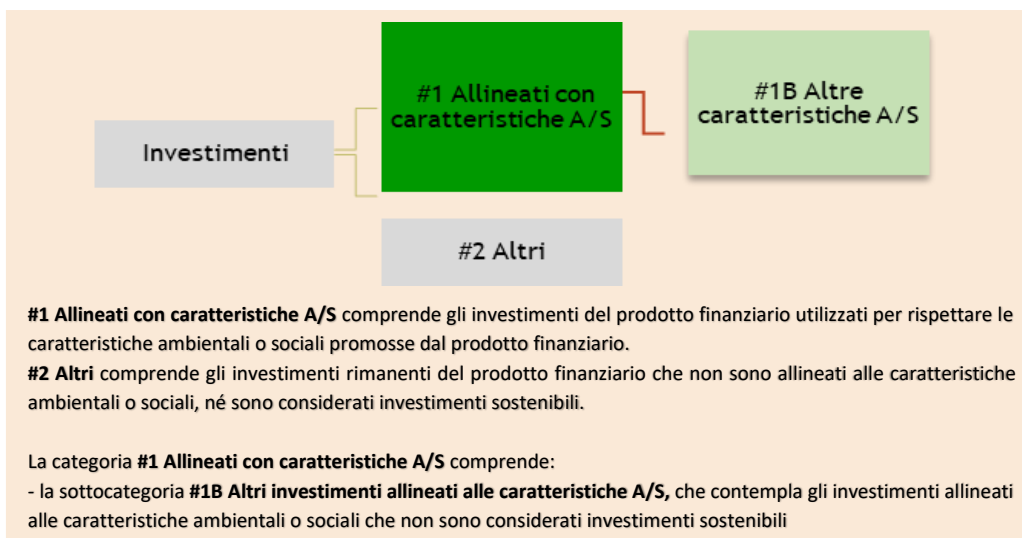 #1 Allineati con
caratteristiche A/S
#1B Altre
caratteristiche A/S
Investimenti
#2 Altri
#1 Allineati con caratteristiche A/S comprende gli investimenti del prodotto finanziario utilizzati per rispettare le
caratteristiche ambientali o sociali promosse dal prodotto finanziario.
#2 Altri comprende gli investimenti rimanenti del prodotto finanziario che non sono allineati alle caratteristiche
ambientali o sociali, né sono considerati investimenti sostenibili.
La categoria #1 Allineati con caratteristiche A/S comprende:
- la sottocategoria #1B Altri investimenti allineati alle caratteristiche A/S, che contempla gli investimenti allineati
alle caratteristiche ambientali o sociali che non sono considerati investimenti sostenibili